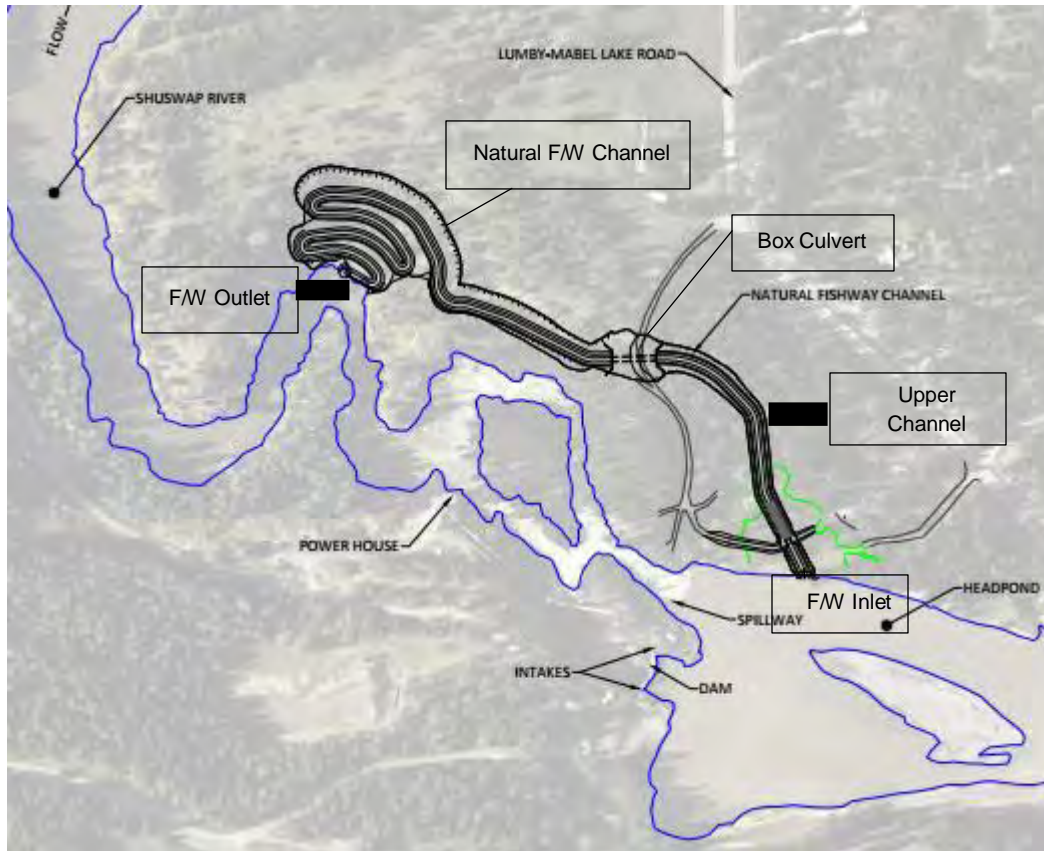 FLOW
LUMBY-MABEL LAKE ROAD
SHUSWAP RIVER
Natural F/W Channel
Box Culvert
F/W Outlet
NATURAL FISHWAY CHANNEL
Upper
Channel
POWER HOUSE
F/W Inlet
HEADPOND
SPILLWAY
INTAKES
DAM